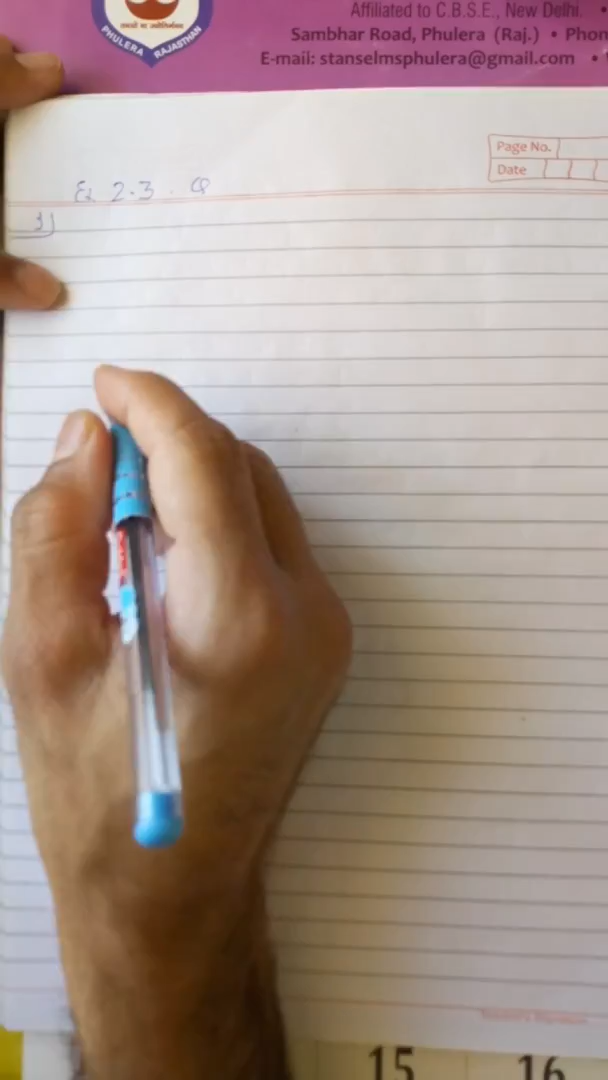 PHULERA RAJASTHAN
Affiliated to C.B.S.E., New Delhi. •
Sambhar Road, Phulera (Raj.) • Phon
E-mail: stanselmsphulera@gmail.com •
Page No.
Date
Ex 2.3 . Q
1)
15 16